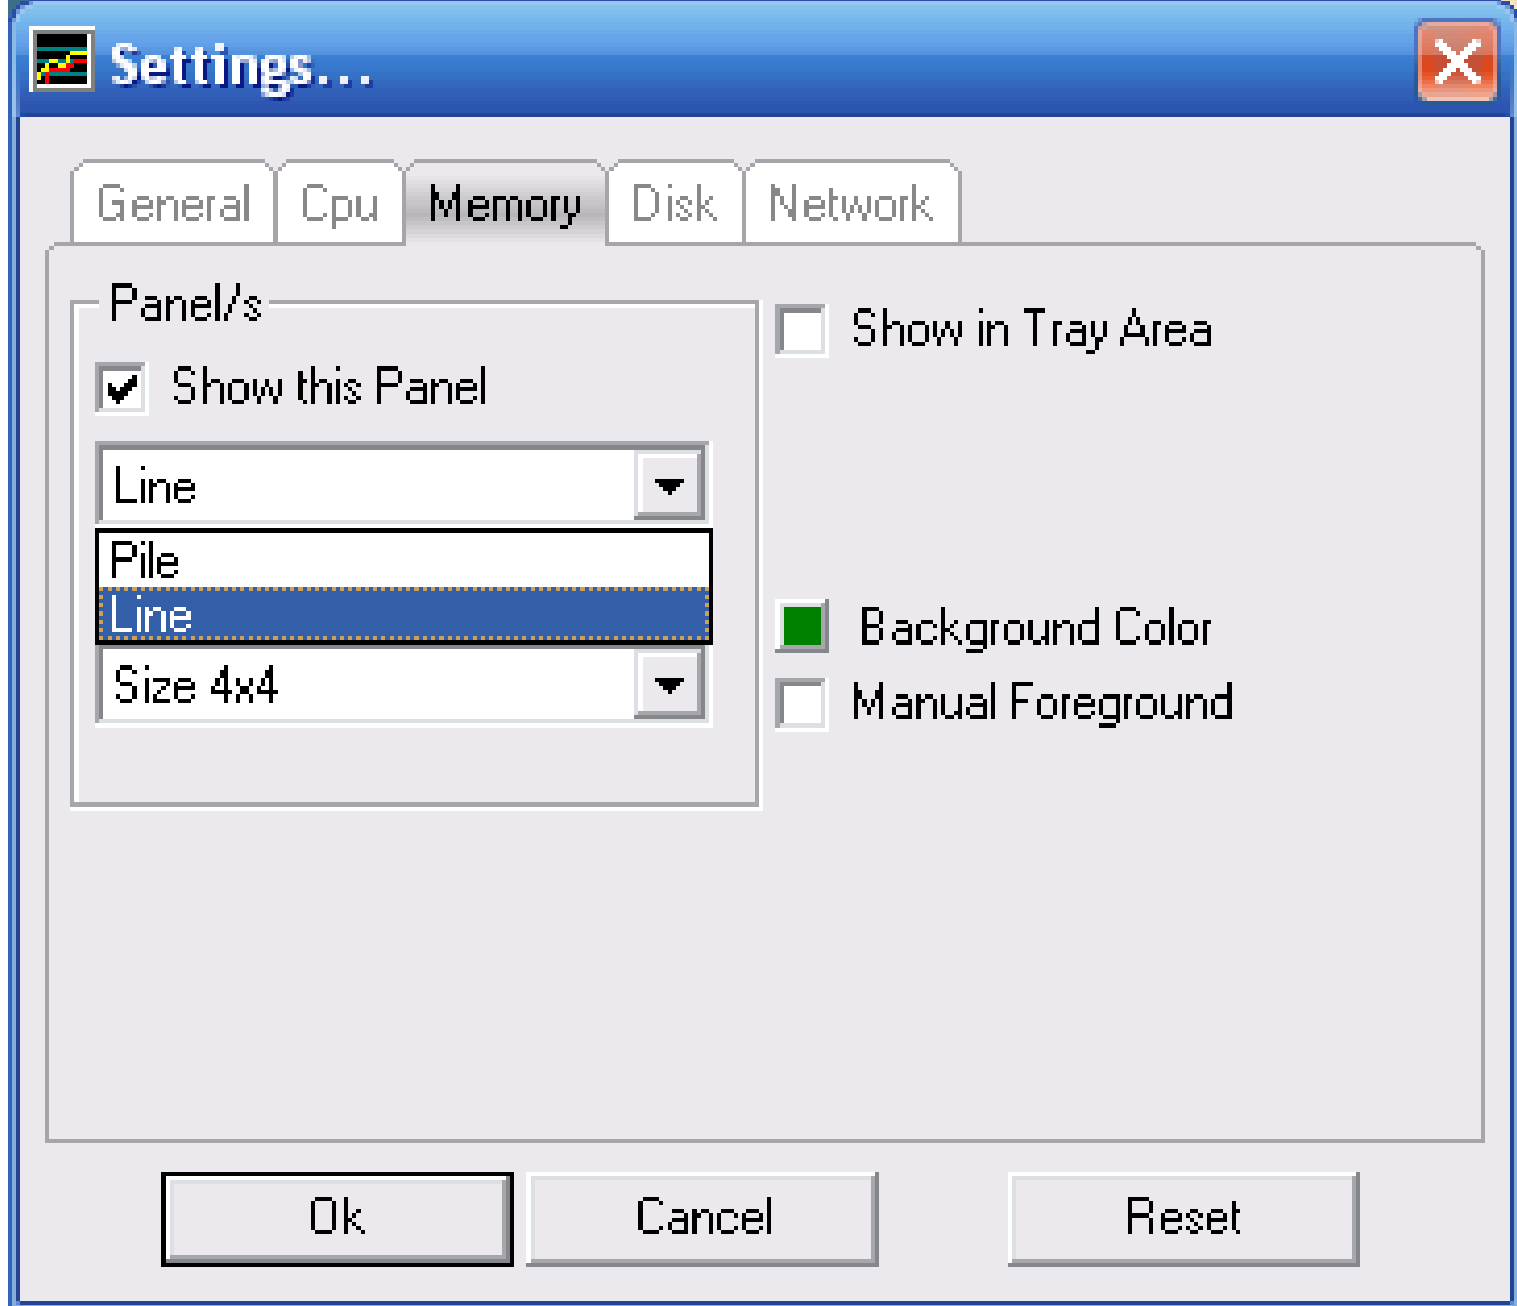 Settings...
General Cpu Memory Disk Network
Panel/s
Show this Panel
Line
Pile
Line
Size 4x4
Show in Tray Area
Background Color
Manual Foreground
Ok Cancel Reset